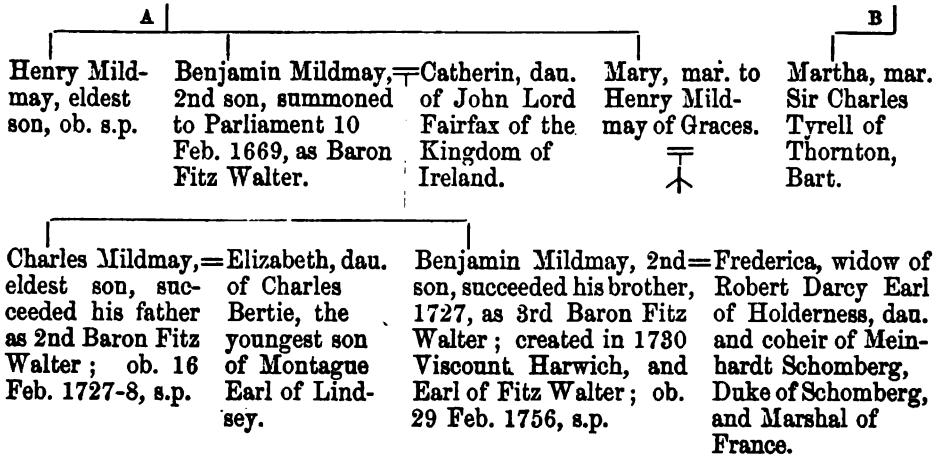 A
B
Henry Mild-
may, eldest
son, ob. s.p.
Benjamin Mildmay,
2nd son, summoned
to Parliament 10
Feb. 1669, as Baron
Fitz Walter.
Catherin, dau.
of John Lord
Fairfax of the
Kingdom of
Ireland.
Mary, mar. to
Henry Mild-
may of Graces.
Martha, mar.
Sir Charles
Tyrell of
Thornton,
Bart.
Charles Mildmay,=
eldest son, suc-
ceeded his father
as 2nd Baron Fitz
Walter; ob. 16
Feb. 1727-8, s.p.
Elizabeth, dau.
of Charles
Bertie, the
youngest son
of Montague
Earl of Lind-
sey.
Benjamin Mildmay, 2nd=
son, succeeded his brother,
1727, as 3rd Baron Fitz
Walter; created in 1730
Viscount Harwich, and
Earl of Fitz Walter; ob.
29 Feb. 1756, s.p.
Frederica, widow of
Robert Darcy Earl
of Holderness, dau.
and coheir of Mein-
hardt Schomberg,
Duke of Schomberg,
and Marshal of
France.